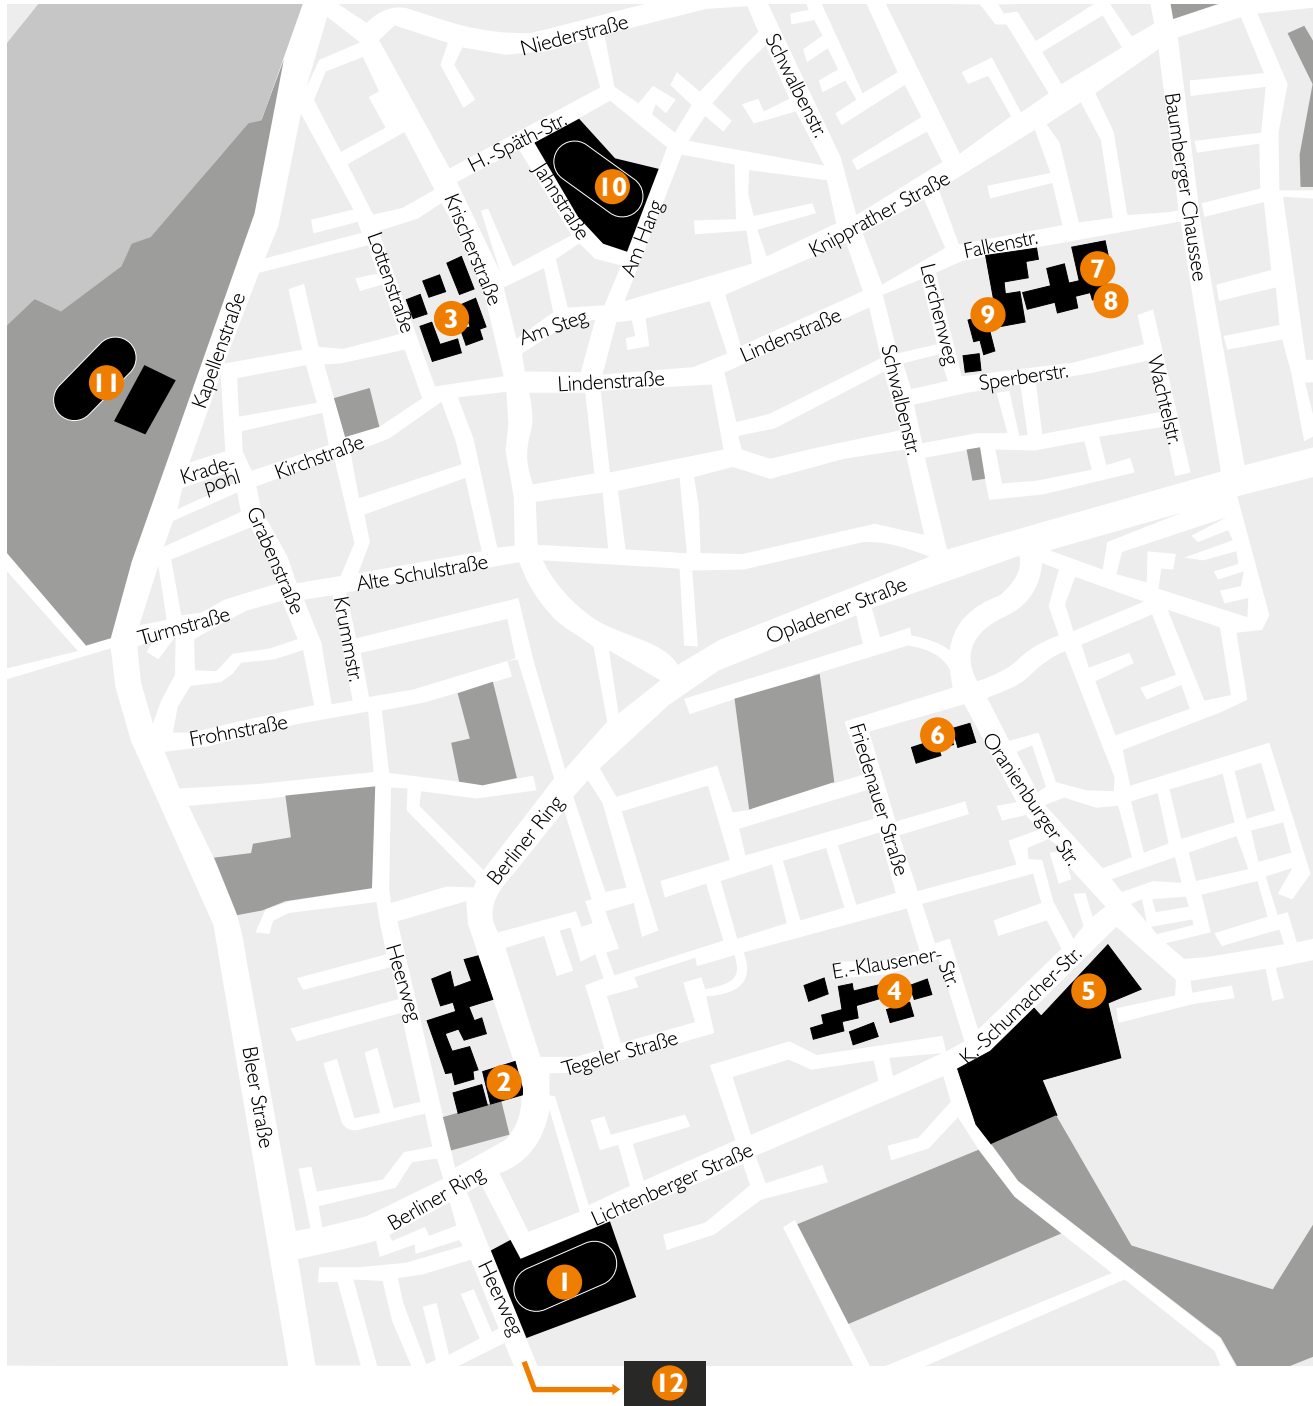 Niederstraße
Schwalbenstr.
Baumberger Chaussee
H.-Späth-Str.
Jahnstraße
10
Am Hang
Krischerstraße
Lottenstraße
3
Knipprather Straße
Falkenstr.
7
8
9
Lerchenweg
Kapellenstraße
11
Am Steg
Lindenstraße
Lindenstraße
Schwalbenstr.
Sperberstr.
Wachtelstr.
Krade-
pohl
Kirchstraße
Grabenstraße
Alte Schulstraße
Krummstr.
Turmstraße
Opladener Straße
Frohnstraße
Friedenauer Straße
6
Oranienburger Str.
Berliner Ring
Heerweg
E.-Klausener-
Str.
4
5
K.-Schumacher-Str.
Bleer Straße
2
Tegeler Straße
Berliner Ring
Lichtenberger Straße
Heerweg
1
12